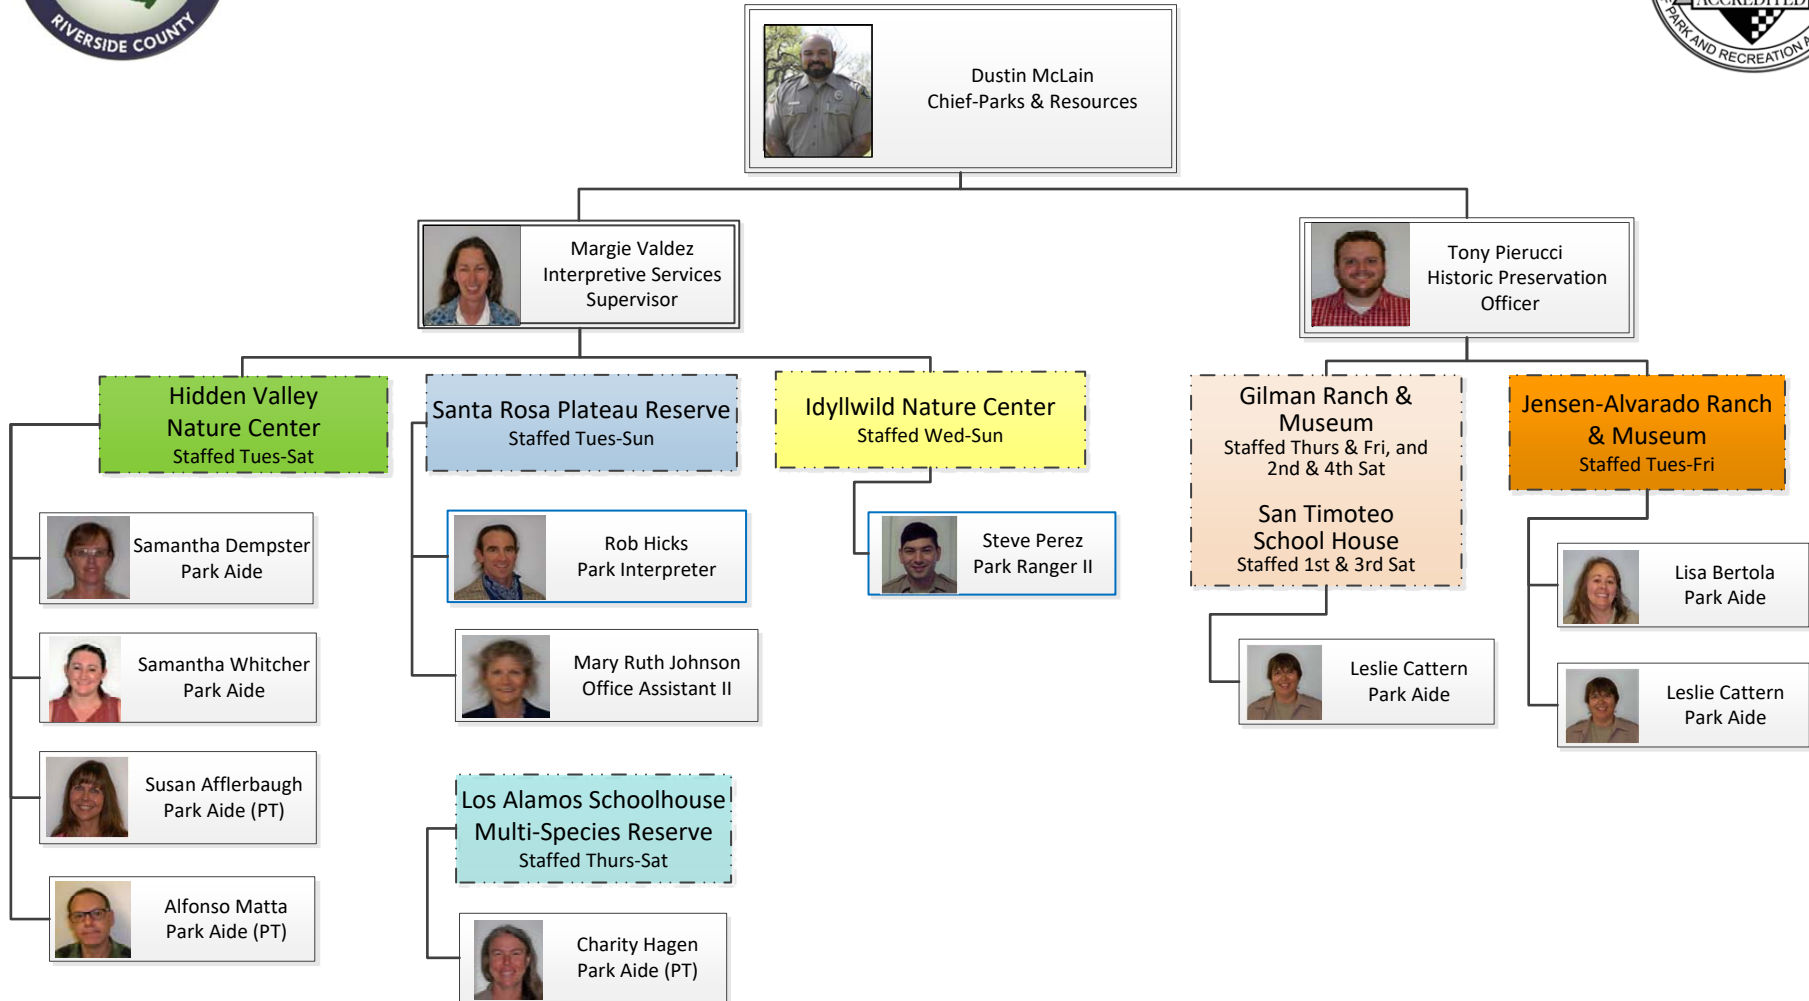 RIVERSIDE COUNTY
ACCREDITED
PARK AND RECREATION
Dustin McLain
Chief-Parks & Resources
Margie Valdez
Interpretive Services
Supervisor
Tony Pierucci
Historic Preservation
Officer
Hidden Valley
Nature Center
Staffed Tues-Sat
Santa Rosa Plateau Reserve
Staffed Tues-Sun
Idyllwild Nature Center
Staffed Wed-Sun
Gilman Ranch &
Museum
Staffed Thurs & Fri, and
2nd & 4th Sat
San Timoteo
School House
Staffed 1st & 3rd Sat
Jensen-Alvarado Ranch
& Museum
Staffed Tues-Fri
Samantha Dempster
Park Aide
Samantha Whitcher
Park Aide
Susan Afflerbaugh
Park Aide (PT)
Alfonso Matta
Park Aide (PT)
Rob Hicks
Park Interpreter
Mary Ruth Johnson
Office Assistant II
Los Alamos Schoolhouse
Multi-Species Reserve
Staffed Thurs-Sat
Charity Hagen
Park Aide (PT)
Steve Perez
Park Ranger II
Leslie Cattern
Park Aide
Lisa Bertola
Park Aide
Leslie Cattern
Park Aide